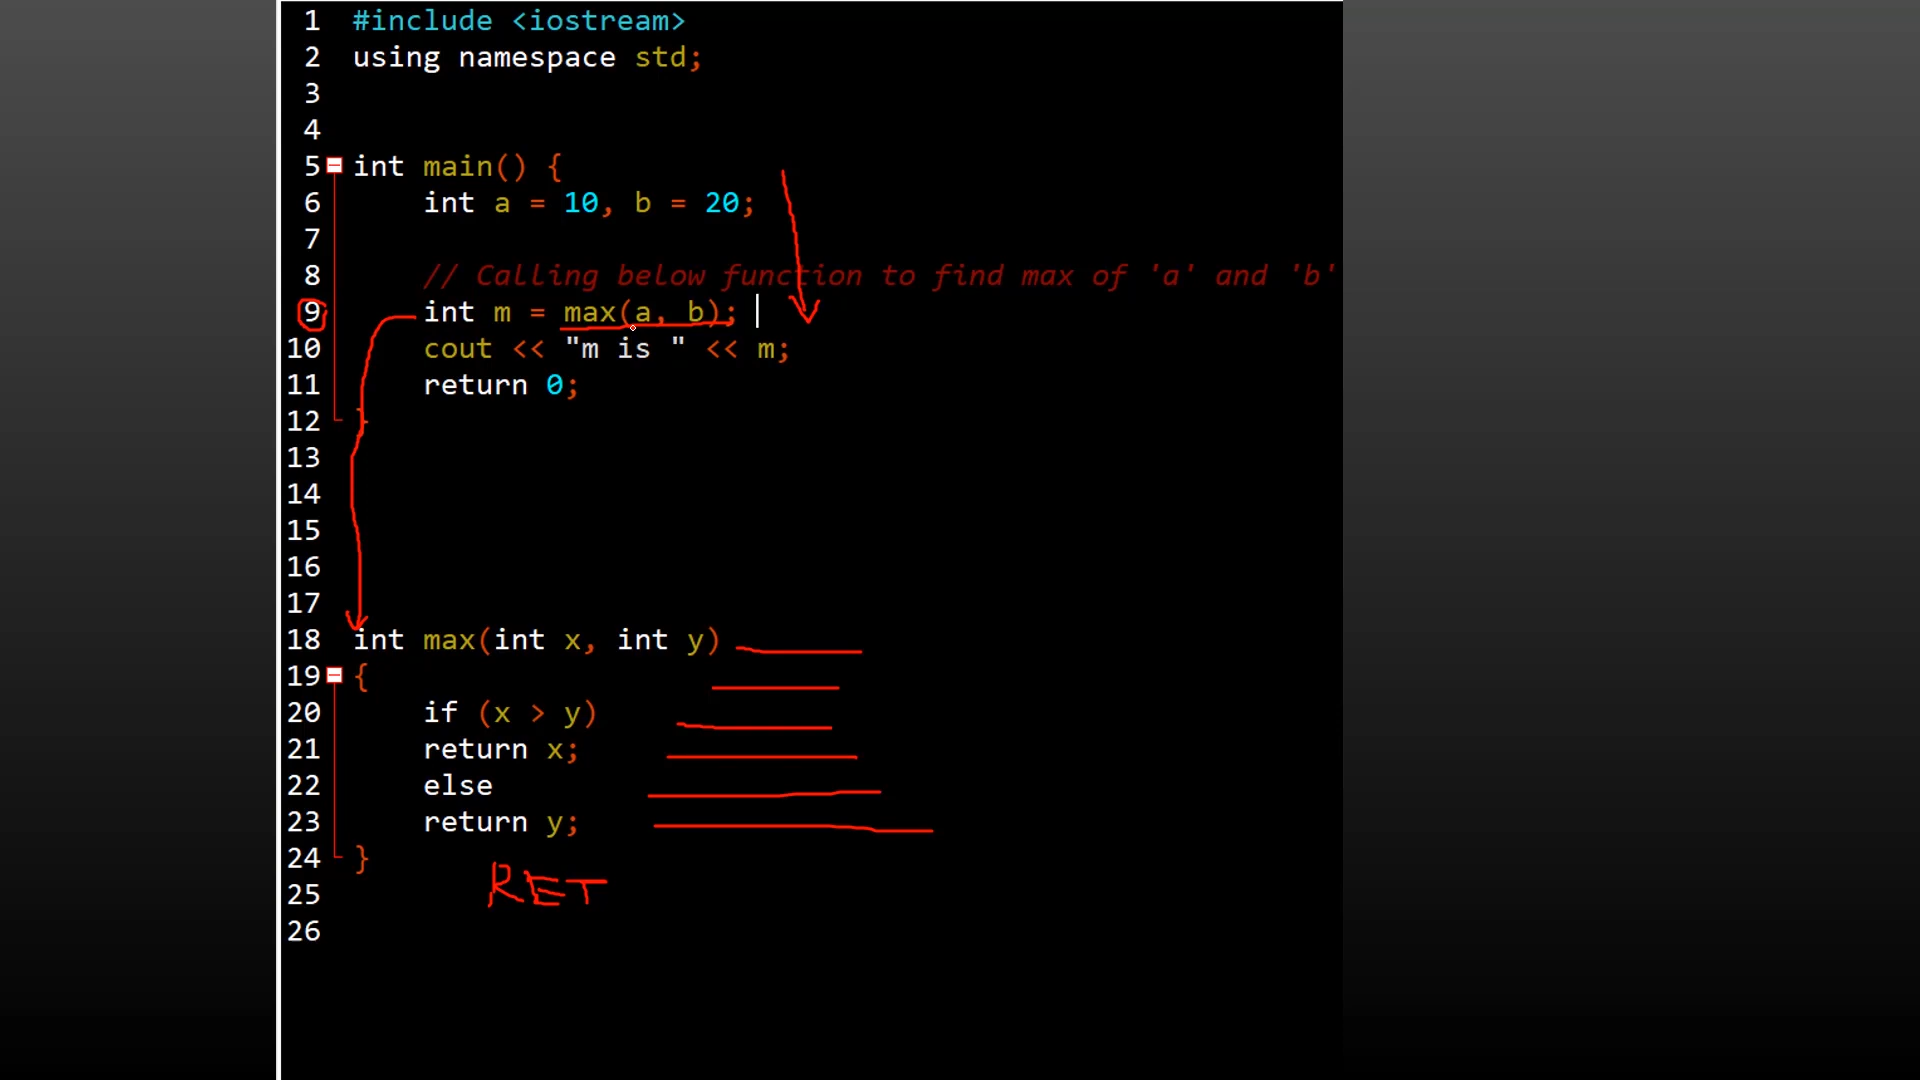 1 #include <iostream>
2 using namespace std;
3
4
5 int main() {
6 int a = 10, b = 20;
7
8 // Calling below function to find max of 'a' and 'b'
9 int m = max(a, b);
10 cout << "m is " << m;
11 return 0;
12 }
13
14
15
16
17
18 int max(int x, int y)
19 {
20 if (x > y)
21 return x;
22 else
23 return y;
24 }
RET
25
26